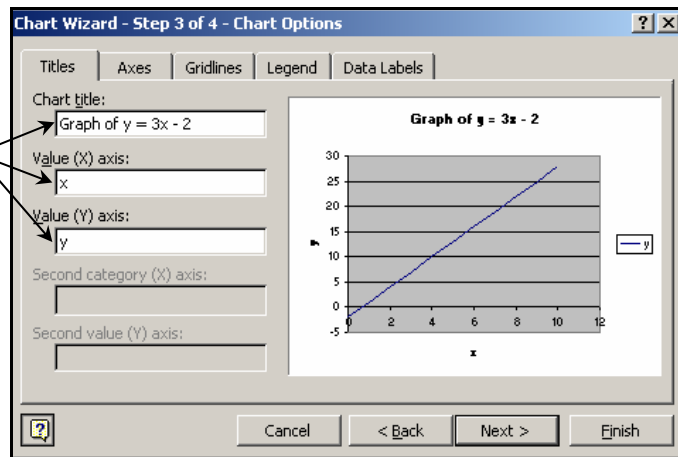 Chart Wizard - Step 3 of 4 - Chart Options
Titles Axes Gridlines Legend Data Labels
Chart title:
Graph of y = 3x - 2
Value (X) axis:
x
Value (Y) axis:
y
Second category (X) axis:
Second value (Y) axis:
Graph of y = 3x - 2
30
25
20
15
10
5
0
-5
y
0 2 4 6 8 10 12
x
y
Cancel < Back Next > Finish